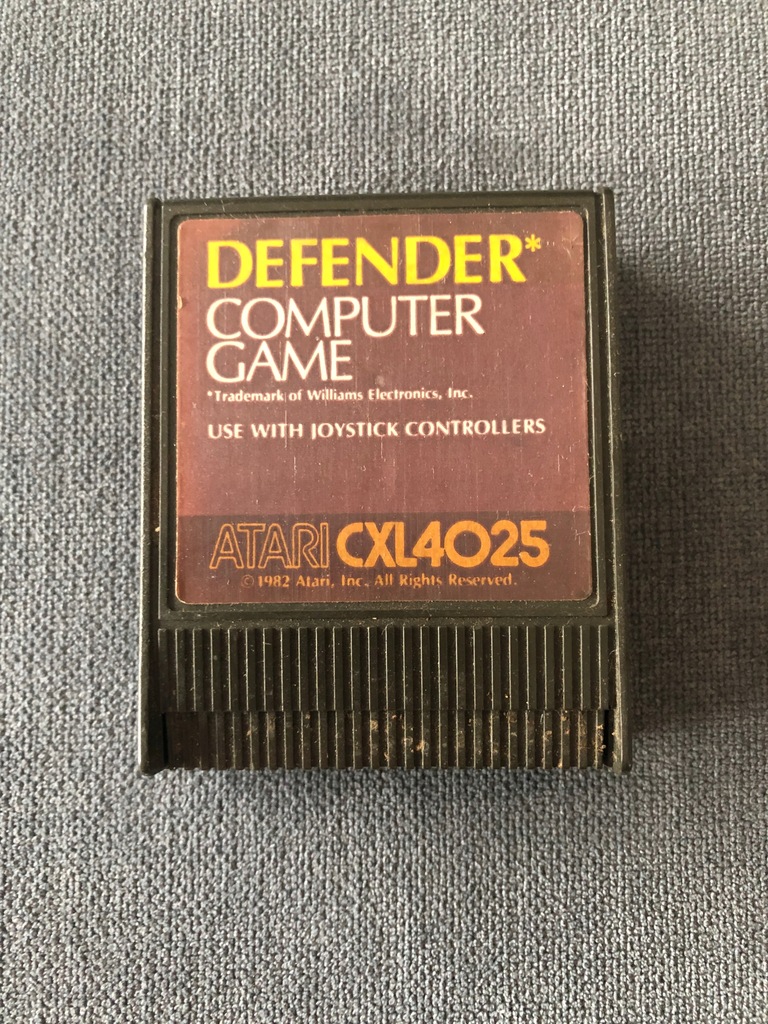 DEFENDER*
COMPUTER
GAME
*Trademark of Williams Electronics, Inc.
USE WITH JOYSTICK CONTROLLERS
ATARI CXL4025
© 1982 Atari, Inc. All Rights Reserved.